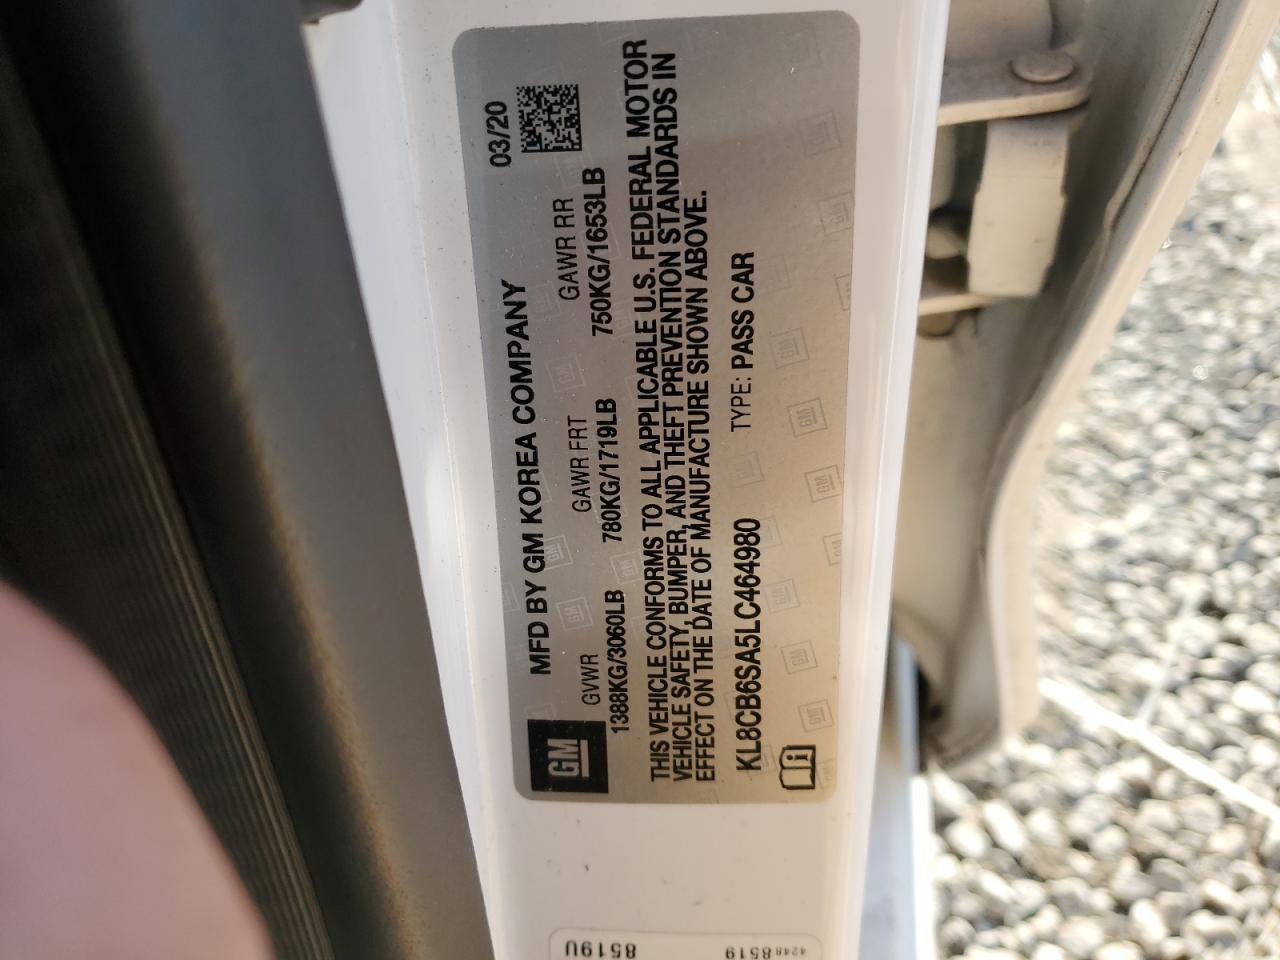 GM
MFD BY GM KOREA COMPANY 03/20
GVWR GAWR FRT GAWR RR
1388KG/3060LB 780KG/1719LB 750KG/1653LB
THIS VEHICLE CONFORMS TO ALL APPLICABLE U.S. FEDERAL MOTOR
VEHICLE SAFETY, BUMPER, AND THEFT PREVENTION STANDARDS IN
EFFECT ON THE DATE OF MANUFACTURE SHOWN ABOVE.
KL8CB6SA5LC464980 TYPE: PASS CAR
42488519
85190